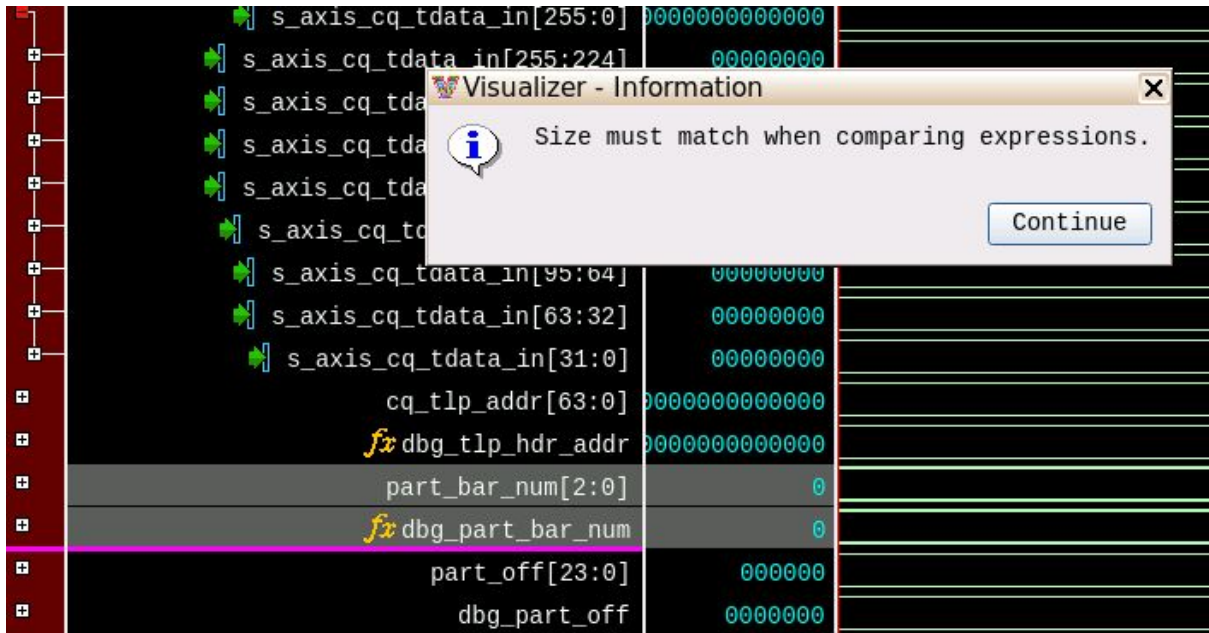 s_axis_cq_tdata_in[255:0] 0000000000000
s_axis_cq_tdata_in[255:224] 00000000
Visualizer - Information
s_axis_cq_tda
Size must match when comparing expressions.
s_axis_cq_tda
s_axis_cq_tda
s_axis_cq_tc
Continue
s_axis_cq_tdata_in[95:64] 00000000
s_axis_cq_tdata_in[63:32] 00000000
s_axis_cq_tdata_in[31:0] 00000000
cq_tlp_addr[63:0] 0000000000000
fx dbg_tlp_hdr_addr 0000000000000
part_bar_num[2:0] 0
fx dbg_part_bar_num 0
part_off[23:0] 000000
dbg_part_off 0000000